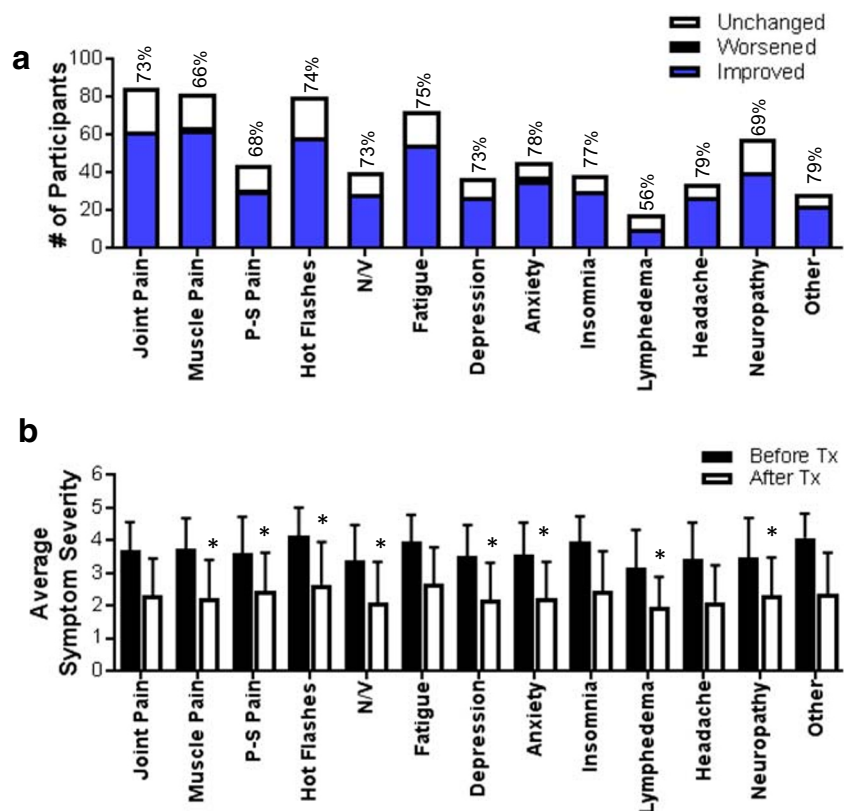 a
Unchanged
Worsened
Improved
# of Participants
100
80
60
40
20
0
73%
66%
68%
74%
73%
75%
73%
78%
77%
56%
79%
69%
79%
Joint Pain
Muscle Pain
P-S Pain
Hot Flashes
N/V
Fatigue
Depression
Anxiety
Insomnia
Lymphedema
Headache
Neuropathy
Other
b
Before Tx
After Tx
Average
Symptom Severity
6
5
4
3
2
1
0
*
*
*
*
*
*
*
*
Joint Pain
Muscle Pain
P-S Pain
Hot Flashes
N/V
Fatigue
Depression
Anxiety
Insomnia
Lymphedema
Headache
Neuropathy
Other